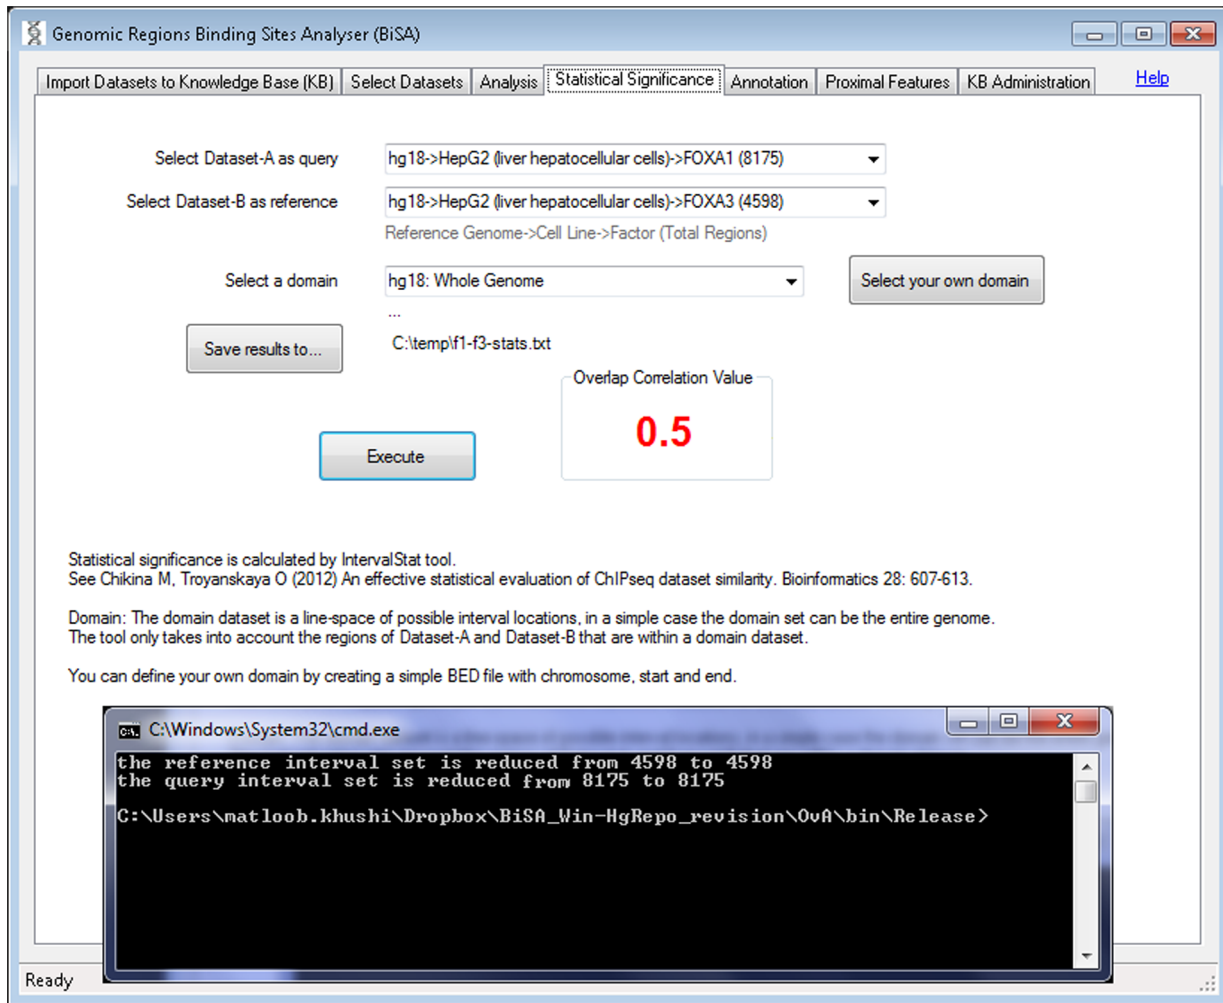 Genomic Regions Binding Sites Analyser (BiSA)
Import Datasets to Knowledge Base (KB) Select Datasets Analysis Statistical Significance Annotation Proximal Features KB Administration Help
Select Dataset-A as query hg18->HepG2 (liver hepatocellular cells)->FOXA1 (8175)
Select Dataset-B as reference hg18->HepG2 (liver hepatocellular cells)->FOXA3 (4598)
Reference Genome->Cell Line->Factor (Total Regions)
Select a domain hg18: Whole Genome Select your own domain
...
Save results to... C:\temp\f1-f3-stats.txt
Overlap Correlation Value
0.5
Execute
Statistical significance is calculated by IntervalStat tool.
See Chikina M, Troyanskaya O (2012) An effective statistical evaluation of ChIPseq dataset similarity. Bioinformatics 28: 607-613.
Domain: The domain dataset is a line-space of possible interval locations, in a simple case the domain set can be the entire genome.
The tool only takes into account the regions of Dataset-A and Dataset-B that are within a domain dataset.
You can define your own domain by creating a simple BED file with chromosome, start and end.
C:\Windows\System32\cmd.exe
the reference interval set is reduced from 4598 to 4598
the query interval set is reduced from 8175 to 8175
C:\Users\matloob.khushi\Dropbox\BiSA_Win-HgRepo_revision\OvA\bin\Release>
Ready